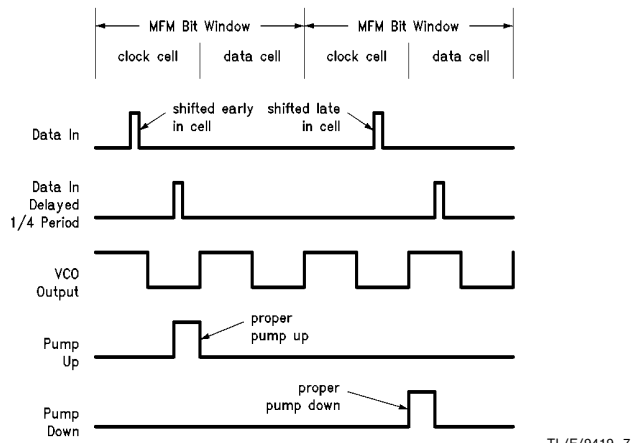 MFM Bit Window MFM Bit Window
clock cell data cell clock cell data cell
shifted early shifted late
in cell in cell
Data In
Data In
Delayed
1/4 Period
VCO
Output
proper
pump up
Pump
Up
proper
pump down
Pump
Down